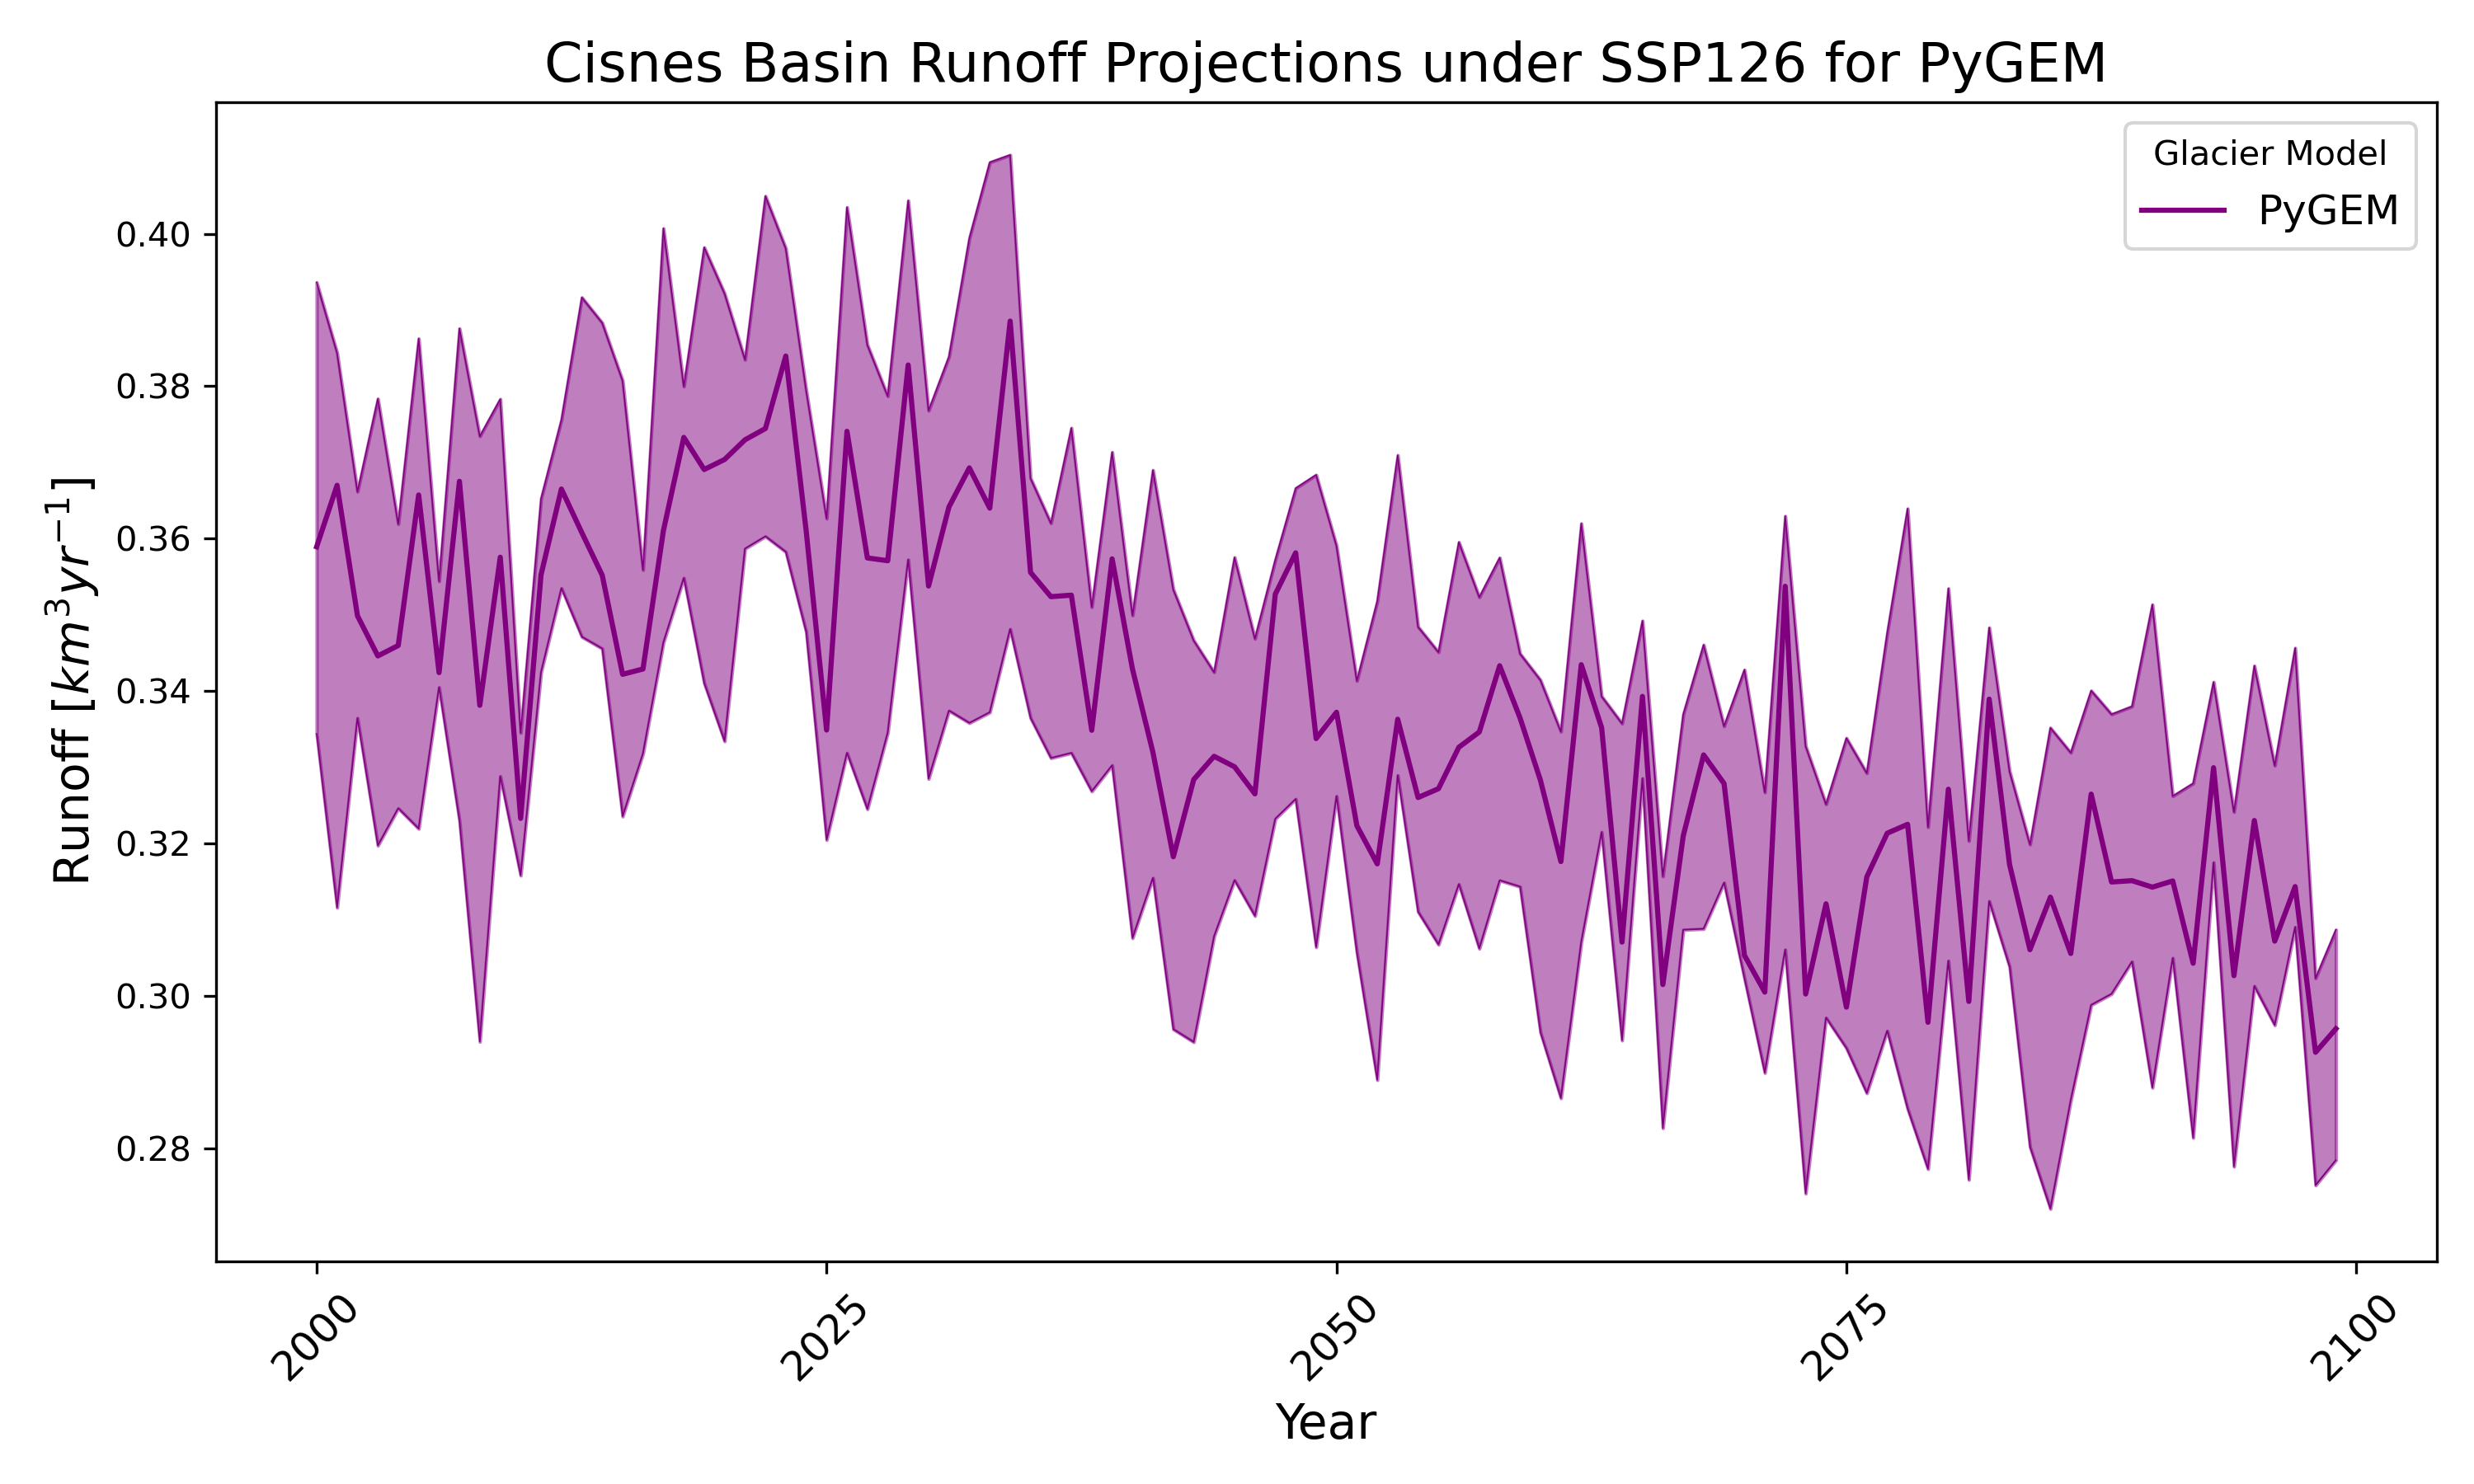 Cisnes Basin Runoff Projections under SSP126 for PyGEM
Glacier Model
PyGEM
Runoff [km³yr⁻¹]
0.40
0.38
0.36
0.34
0.32
0.30
0.28
2000
2025
2050
2075
2100
Year